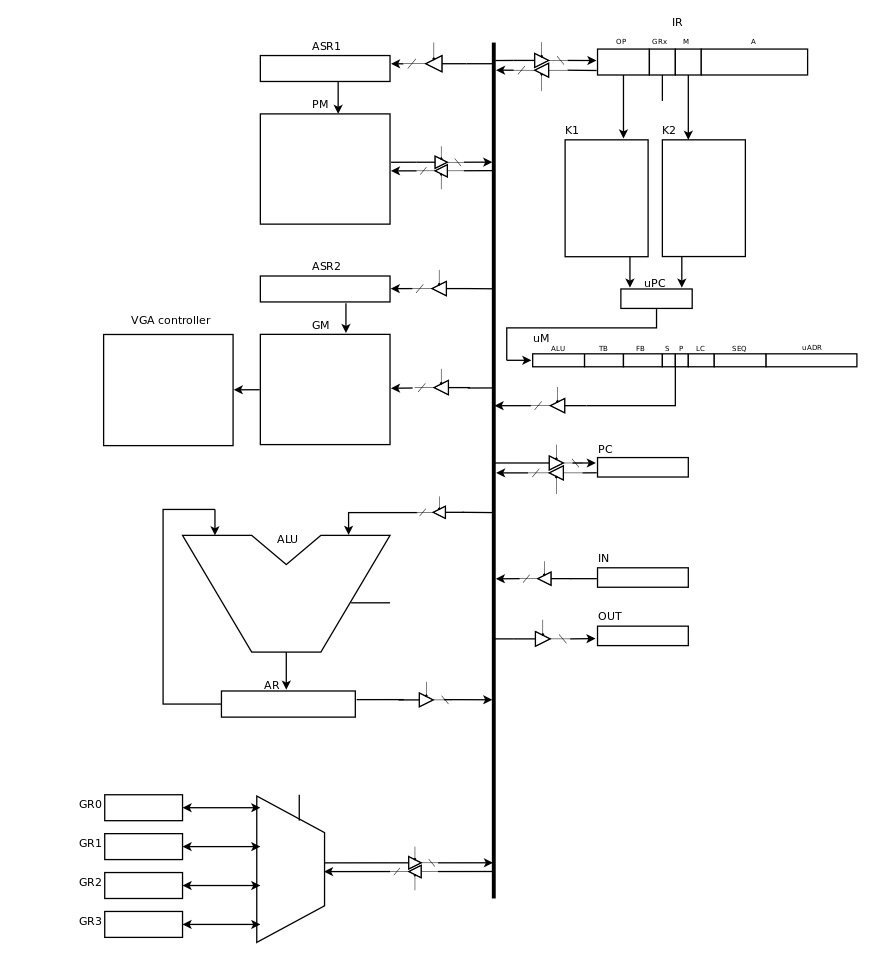 IR
OP GRx M A
ASR1
PM
K1 K2
ASR2
uPC
VGA controller GM
uM
ALU TB FB S P LC SEQ uADR
PC
ALU
IN
OUT
AR
GR0
GR1
GR2
GR3